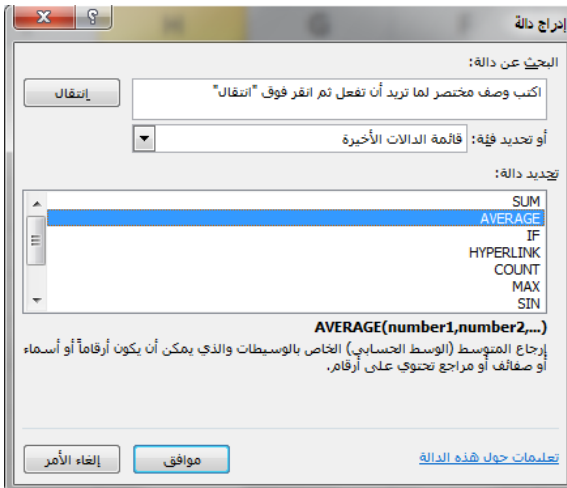 إدراج دالة
H G F
البحث عن دالة:
اكتب وصف مختصر لما تريد أن تفعل ثم انقر فوق "انتقال"
إنتقال
أو تحديد فئة: قائمة الدالات الأخيرة
تحديد دالة:
SUM
AVERAGE
IF
HYPERLINK
COUNT
MAX
SIN
AVERAGE(number1,number2,...)
إرجاع المتوسط (الوسط الحسابي) الخاص بالوسيطات والذي يمكن أن يكون أرقاماً أو أسماء
أو صفائف أو مراجع تحتوي على أرقام.
تعليمات حول هذه الدالة
موافق
إلغاء الأمر